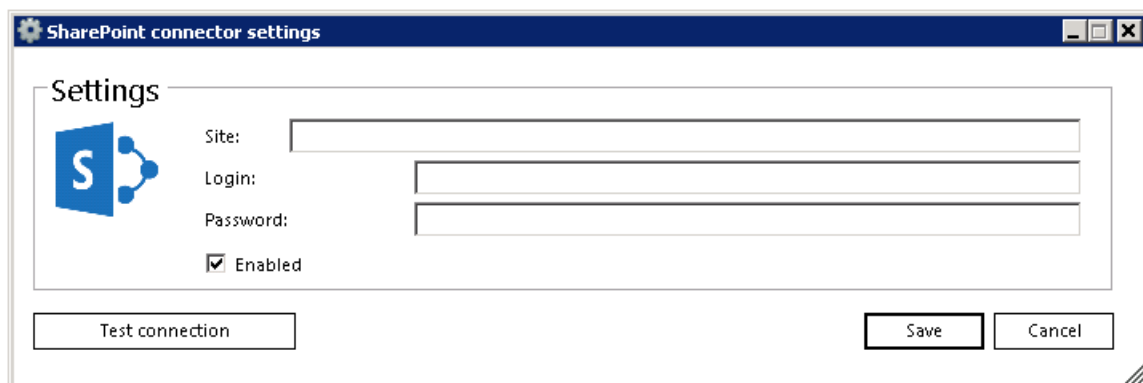 SharePoint connector settings
Settings
S
Site:
Login:
Password:
Enabled
Test connection
Save
Cancel